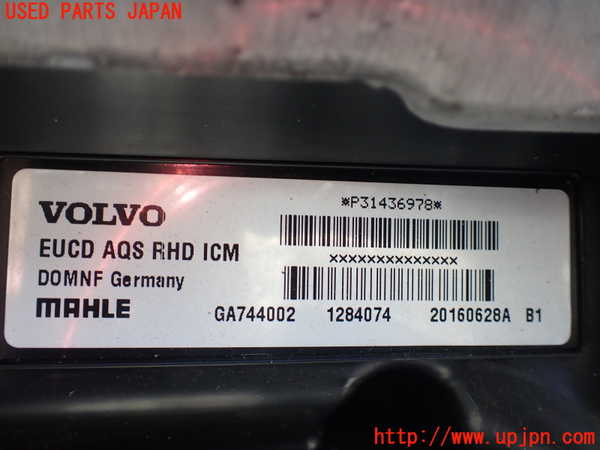 USED PARTS JAPAN
VOLVO
*P31436978*
EUCD AQS RHD ICM
xxxxxxxxxxxxxx
DOMNF Germany
MAHLE
GA744002 1284074 20160628A B1
http://www.upjpn.com/